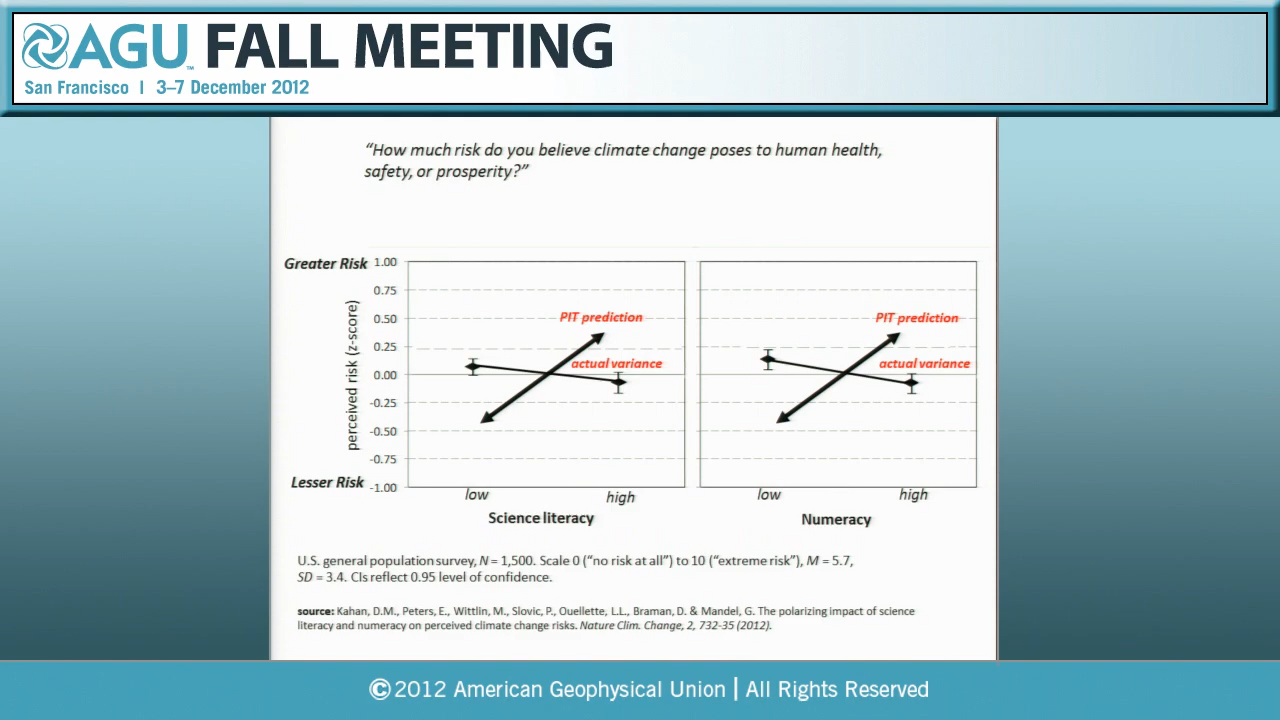 AGU™ FALL MEETING
San Francisco | 3–7 December 2012
“How much risk do you believe climate change poses to human health,
safety, or prosperity?”
Greater Risk
perceived risk (z-score)
1.00
0.75
0.50
0.25
0.00
-0.25
-0.50
-0.75
-1.00
Lesser Risk
PIT prediction
actual variance
low
high
Science literacy
PIT prediction
actual variance
low
high
Numeracy
U.S. general population survey, N = 1,500. Scale 0 (“no risk at all”) to 10 (“extreme risk”), M = 5.7,
SD = 3.4. CIs reflect 0.95 level of confidence.
source: Kahan, D.M., Peters, E., Wittlin, M., Slovic, P., Ouellette, L.L., Braman, D. & Mandel, G. The polarizing impact of science
literacy and numeracy on perceived climate change risks. Nature Clim. Change, 2, 732-35 (2012).
©2012 American Geophysical Union | All Rights Reserved